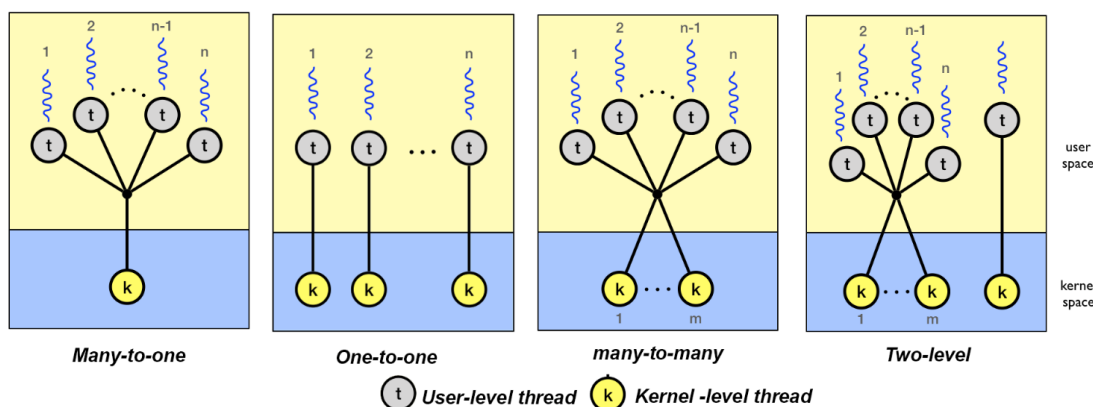 1 2 n-1 n
t t t t
k
1 2 n
t t ... t
k k k
1 2 n-1 n
t t t t
k ... k
1 m
1 2 n-1 n
t t t t t
k ... k k
1 m
user
space
kernel
space
Many-to-one
One-to-one
many-to-many
Two-level
t User-level thread
k Kernel -level thread